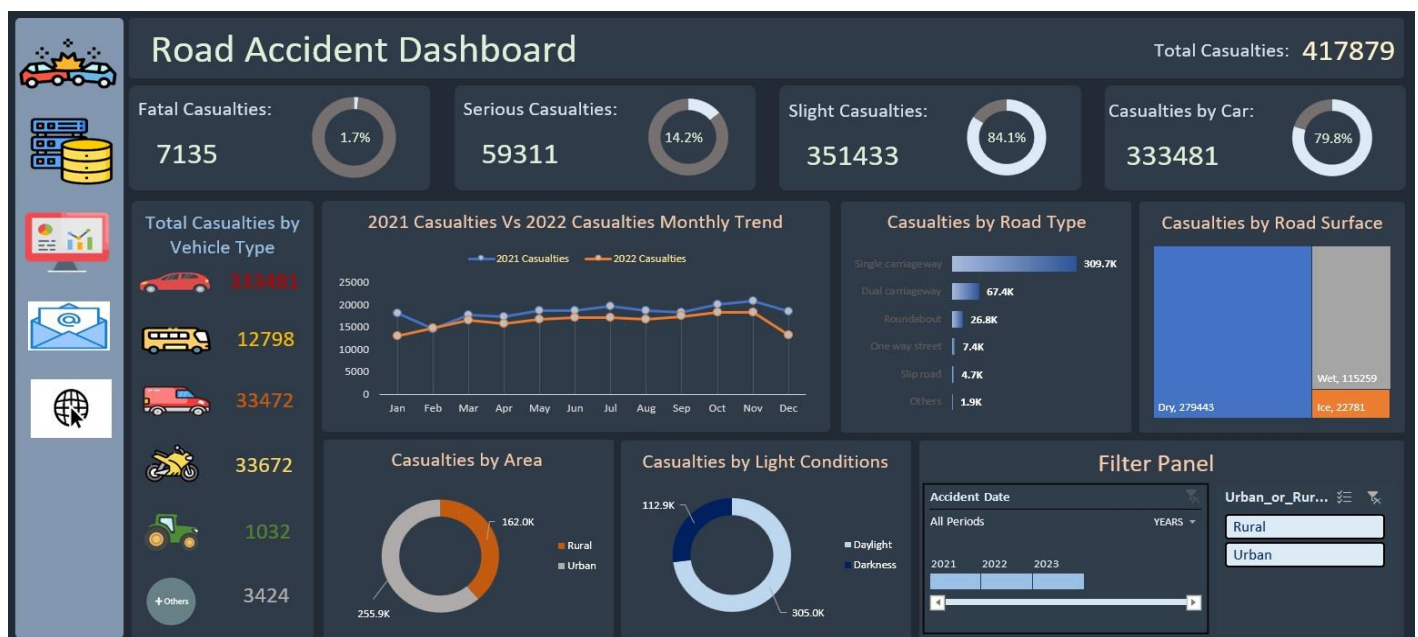 Road Accident Dashboard
Total Casualties: 417879
Fatal Casualties:
7135
1.7%
Serious Casualties:
59311
14.2%
Slight Casualties:
351433
84.1%
Casualties by Car:
333481
79.8%
Total Casualties by
Vehicle Type
333481
12798
33472
33672
1032
+ Others
3424
2021 Casualties Vs 2022 Casualties Monthly Trend
2021 Casualties
2022 Casualties
25000
20000
15000
10000
5000
0
Jan Feb Mar Apr May Jun Jul Aug Sep Oct Nov Dec
Casualties by Road Type
Single carriageway 309.7K
Dual carriageway 67.4K
Roundabout 26.8K
One way street 7.4K
Slip road 4.7K
Others 1.9K
Casualties by Road Surface
Dry, 279443
Wet, 115259
Ice, 22781
Casualties by Area
162.0K
Rural
Urban
255.9K
Casualties by Light Conditions
112.9K
Daylight
Darkness
305.0K
Filter Panel
Accident Date
All Periods YEARS
2021 2022 2023
Urban_or_Rur...
Rural
Urban